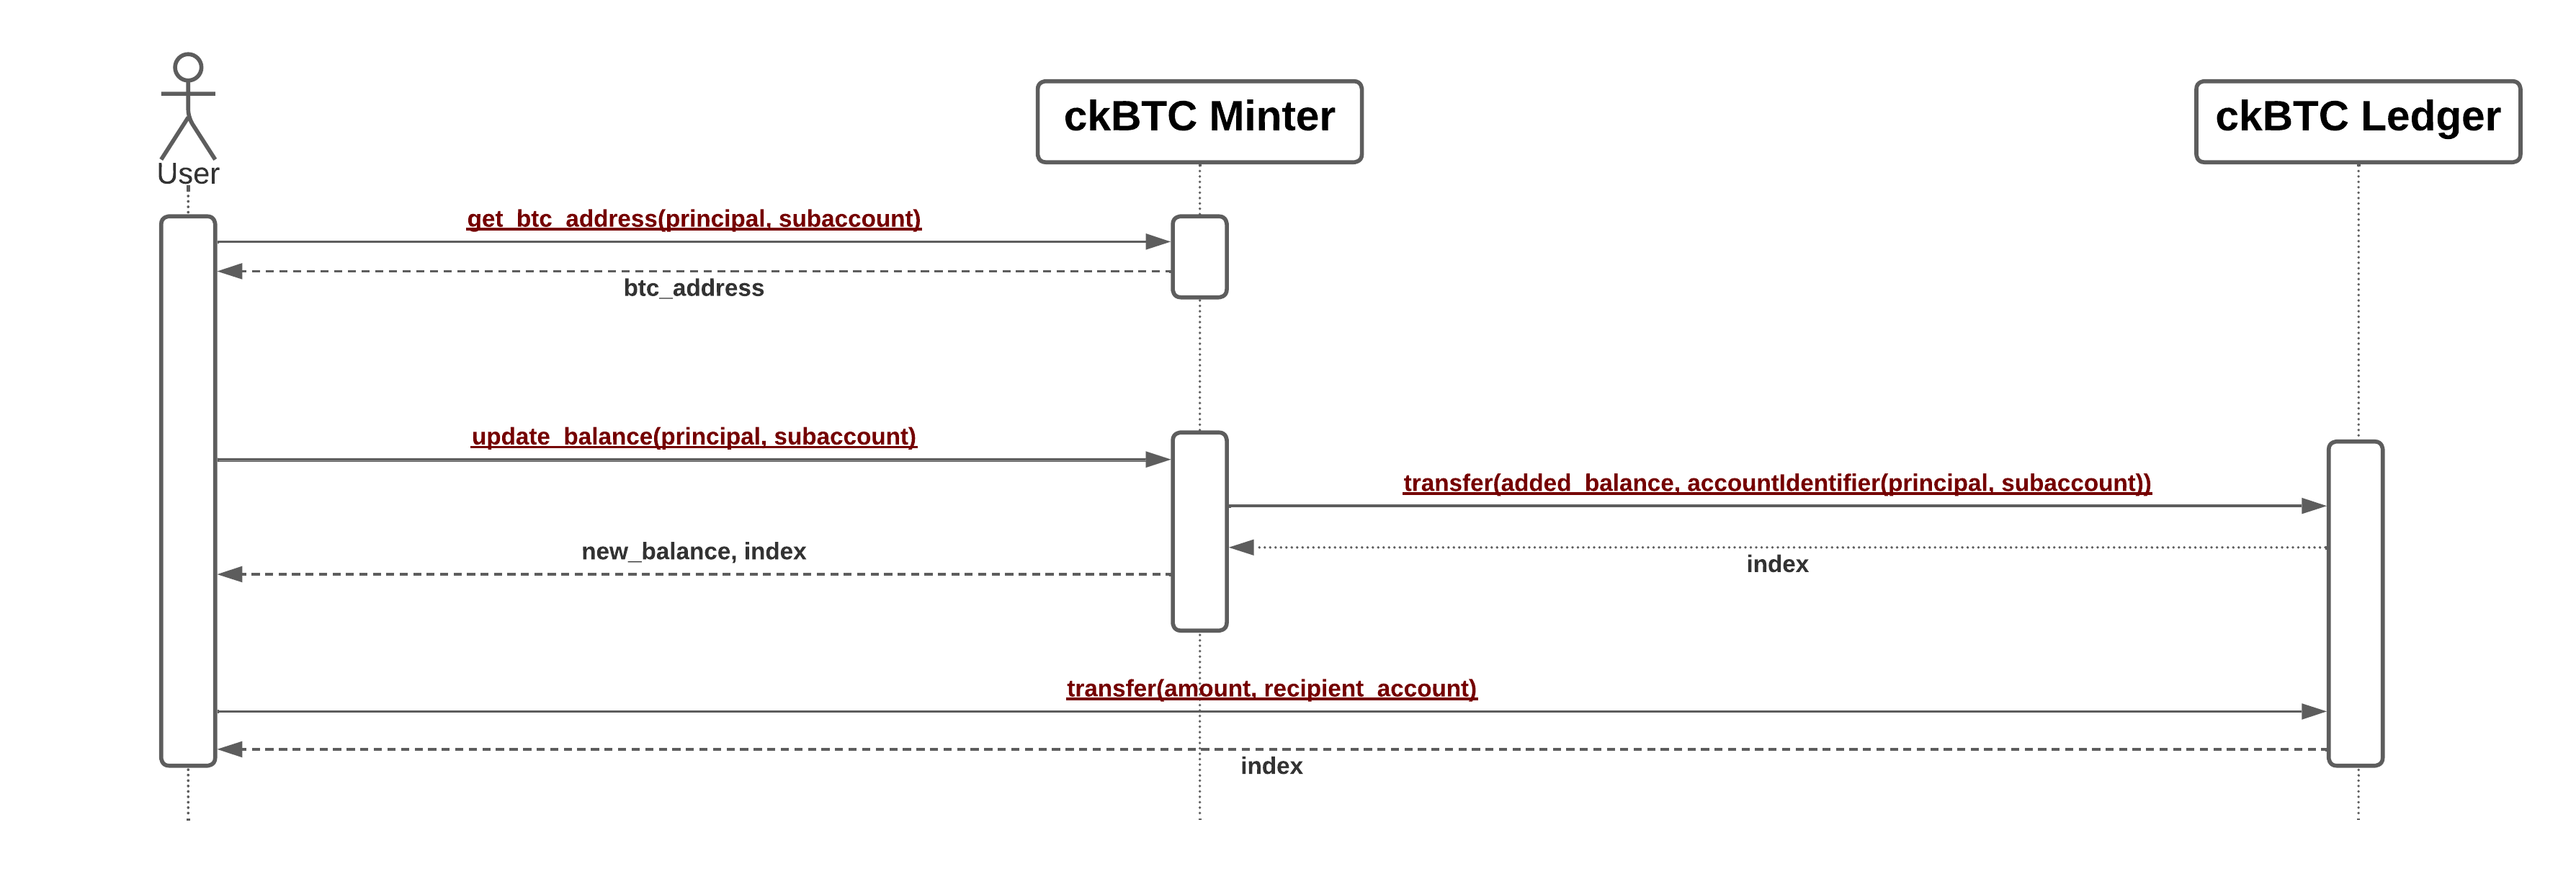 ckBTC Minter
ckBTC Ledger
User
get_btc_address(principal, subaccount)
btc_address
update_balance(principal, subaccount)
transfer(added_balance, accountIdentifier(principal, subaccount))
new_balance, index
index
transfer(amount, recipient_account)
index